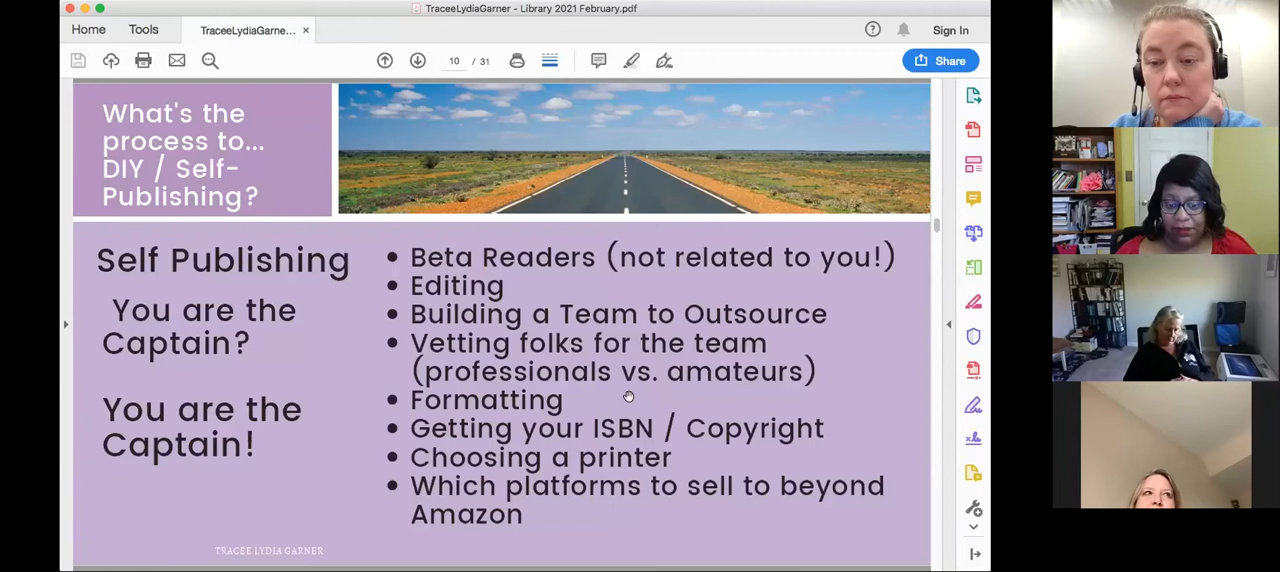 TraceeLydiaGarner - Library 2021 February.pdf
Home Tools TraceeLydiaGarne... × Sign In
10 / 31 Share
What's the
process to...
DIY / Self-
Publishing?
Self Publishing
You are the
Captain?
You are the
Captain!
• Beta Readers (not related to you!)
• Editing
• Building a Team to Outsource
• Vetting folks for the team
(professionals vs. amateurs)
• Formatting
• Getting your ISBN / Copyright
• Choosing a printer
• Which platforms to sell to beyond
Amazon
TRACEE LYDIA GARNER